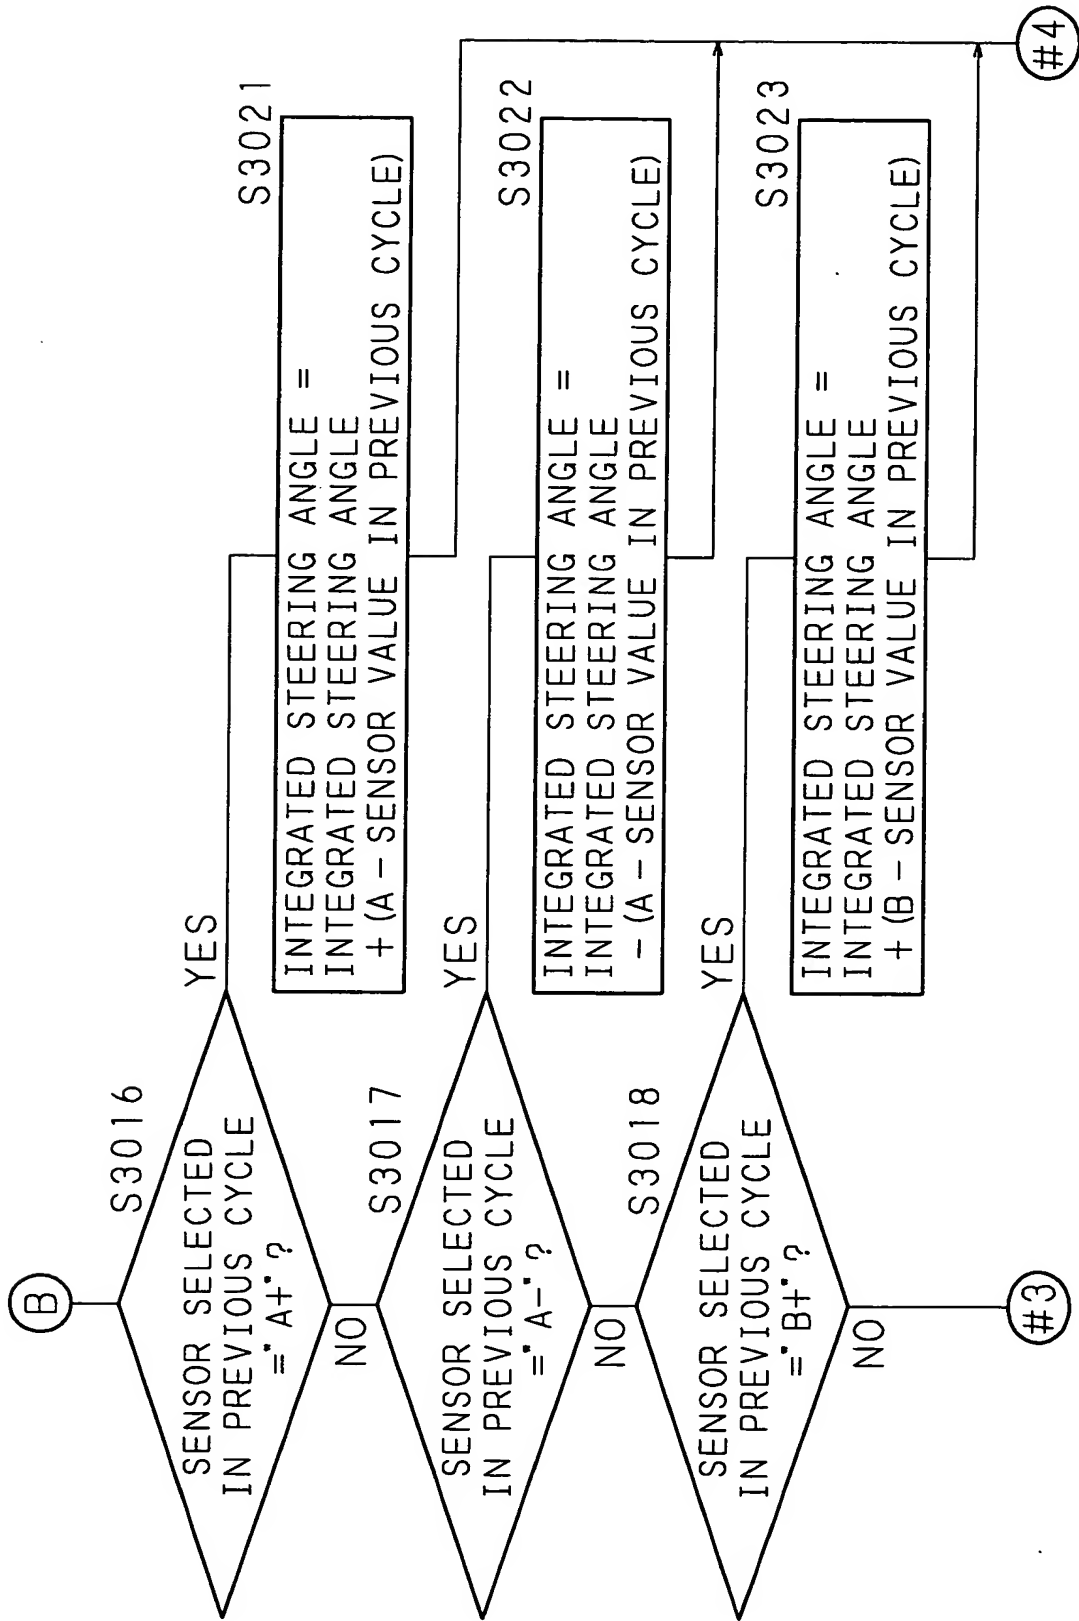 B
S3016
SENSOR SELECTED
IN PREVIOUS CYCLE
="A+"?
YES
NO
S3021
INTEGRATED STEERING ANGLE =
INTEGRATED STEERING ANGLE
+(A-SENSOR VALUE IN PREVIOUS CYCLE)
S3017
SENSOR SELECTED
IN PREVIOUS CYCLE
="A-"?
YES
NO
S3022
INTEGRATED STEERING ANGLE =
INTEGRATED STEERING ANGLE
-(A-SENSOR VALUE IN PREVIOUS CYCLE)
S3018
SENSOR SELECTED
IN PREVIOUS CYCLE
="B+"?
YES
NO
S3023
INTEGRATED STEERING ANGLE =
INTEGRATED STEERING ANGLE
+(B-SENSOR VALUE IN PREVIOUS CYCLE)
#3
#4